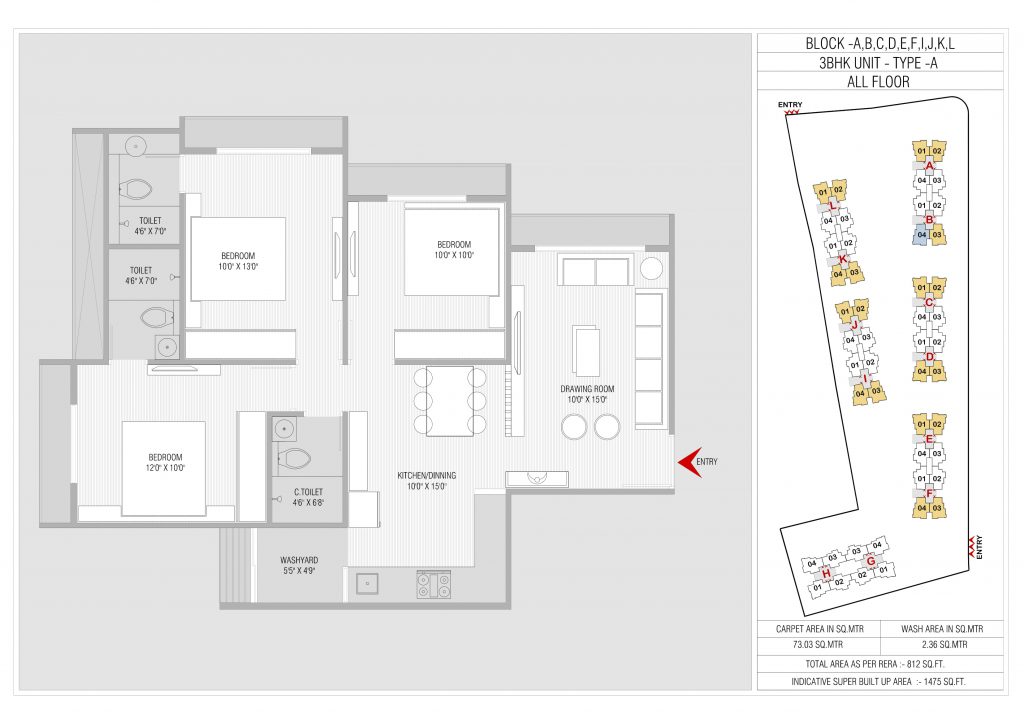 BLOCK -A,B,C,D,E,F,I,J,K,L
3BHK UNIT - TYPE -A
ALL FLOOR
TOILET
4'6" X 7'0"
TOILET
4'6" X 7'0"
BEDROOM
10'0" X 13'0"
BEDROOM
10'0" X 10'0"
DRAWING ROOM
10'0" X 15'0"
BEDROOM
12'0" X 10'0"
C.TOILET
4'6" X 6'8"
KITCHEN/DINNING
10'0" X 15'0"
ENTRY
WASHYARD
5'5" X 4'9"
ENTRY
01 02
A
04 03
01 02
B
04 03
01 02
L
04 03
01 02
K
04 03
01 02
C
04 03
01 02
D
04 03
01 02
J
04 03
01 02
I
04 03
01 02
E
04 03
01 02
F
04 03
04 03 03 04
H G
01 02 02 01
ENTRY
CARPET AREA IN SQ.MTR WASH AREA IN SQ.MTR
73.03 SQ.MTR 2.36 SQ.MTR
TOTAL AREA AS PER RERA :- 812 SQ.FT.
INDICATIVE SUPER BUILT UP AREA :- 1475 SQ.FT.